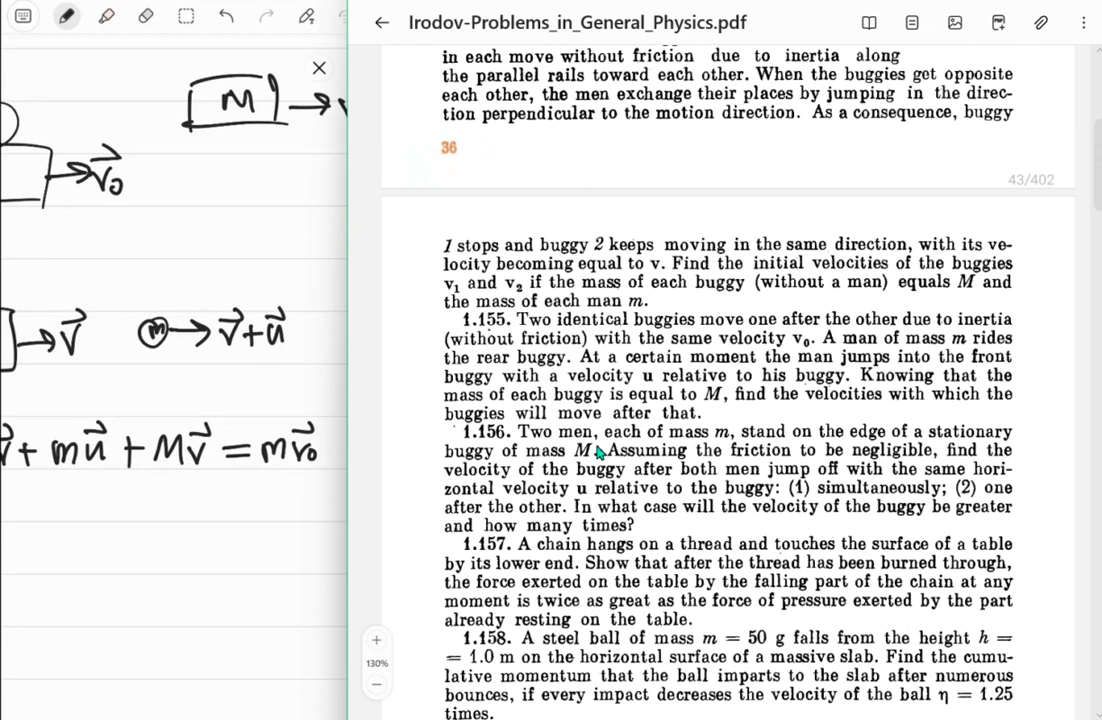 Irodov-Problems_in_General_Physics.pdf
in each move without friction due to inertia along
the parallel rails toward each other. When the buggies get opposite
each other, the men exchange their places by jumping in the direc-
tion perpendicular to the motion direction. As a consequence, buggy
36
43/402
1 stops and buggy 2 keeps moving in the same direction, with its ve-
locity becoming equal to v. Find the initial velocities of the buggies
v₁ and v₂ if the mass of each buggy (without a man) equals M and
the mass of each man m.
1.155. Two identical buggies move one after the other due to inertia
(without friction) with the same velocity v₀. A man of mass m rides
the rear buggy. At a certain moment the man jumps into the front
buggy with a velocity u relative to his buggy. Knowing that the
mass of each buggy is equal to M, find the velocities with which the
buggies will move after that.
1.156. Two men, each of mass m, stand on the edge of a stationary
buggy of mass M. Assuming the friction to be negligible, find the
velocity of the buggy after both men jump off with the same hori-
zontal velocity u relative to the buggy: (1) simultaneously; (2) one
after the other. In what case will the velocity of the buggy be greater
and how many times?
1.157. A chain hangs on a thread and touches the surface of a table
by its lower end. Show that after the thread has been burned through,
the force exerted on the table by the falling part of the chain at any
moment is twice as great as the force of pressure exerted by the part
already resting on the table.
1.158. A steel ball of mass m = 50 g falls from the height h =
= 1.0 m on the horizontal surface of a massive slab. Find the cumu-
lative momentum that the ball imparts to the slab after numerous
bounces, if every impact decreases the velocity of the ball η = 1.25
times.
130%
M
v⃗₀
v⃗ m → v⃗+u⃗
+ mu⃗ + Mv⃗ = mv⃗₀